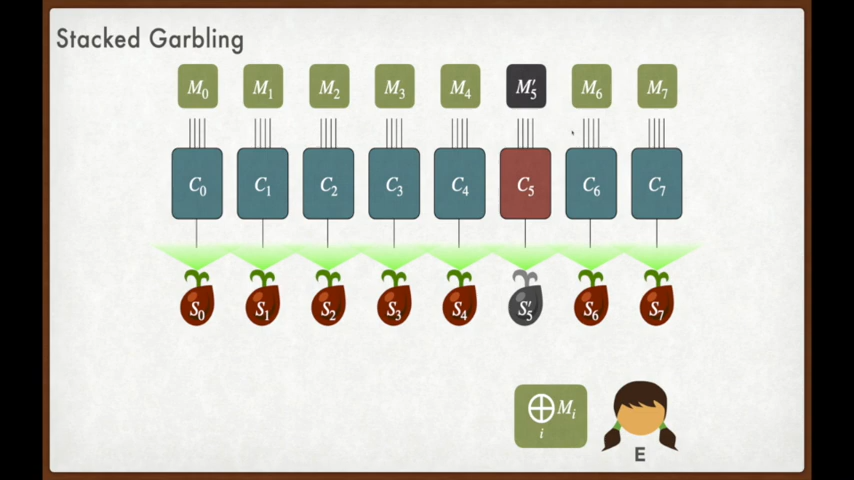 Stacked Garbling
M₀ M₁ M₂ M₃ M₄ M′₅ M₆ M₇
C₀ C₁ C₂ C₃ C₄ C₅ C₆ C₇
S₀ S₁ S₂ S₃ S₄ S′₅ S₆ S₇
⊕ Mᵢ
i
E